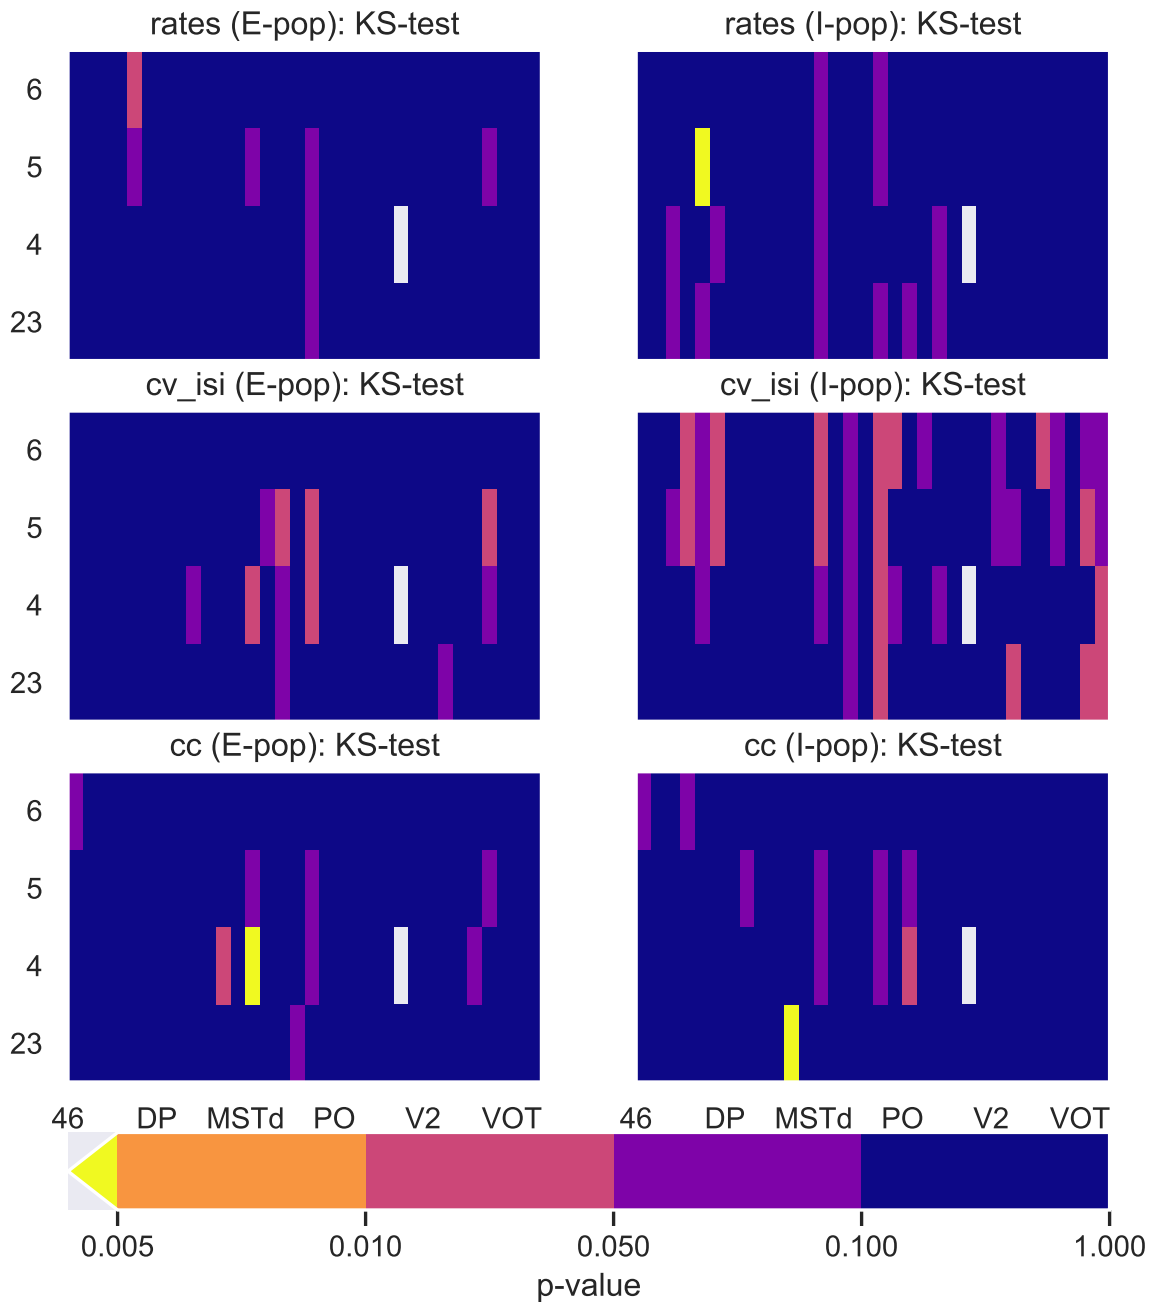 rates (E-pop): KS-test rates (I-pop): KS-test
6
5
4
23
cv_isi (E-pop): KS-test cv_isi (I-pop): KS-test
6
5
4
23
cc (E-pop): KS-test cc (I-pop): KS-test
6
5
4
23
46 DP MSTd PO V2 VOT 46 DP MSTd PO V2 VOT
0.005 0.010 0.050 0.100 1.000
p-value